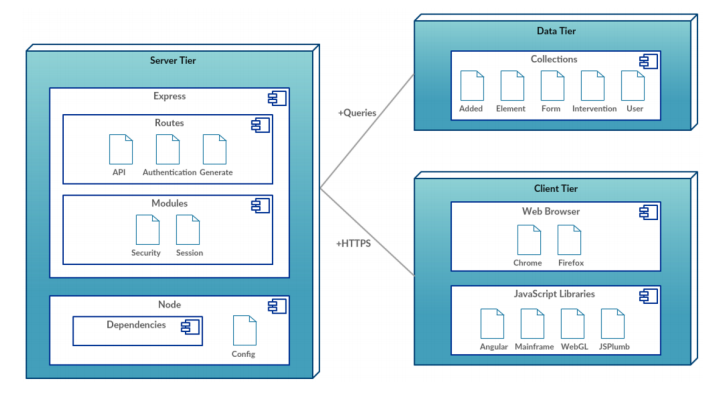 Server Tier
Express
Routes
API Authentication Generate
Modules
Security Session
Node
Dependencies
Config
+Queries
+HTTPS
Data Tier
Collections
Added Element Form Intervention User
Client Tier
Web Browser
Chrome Firefox
JavaScript Libraries
Angular Mainframe WebGL JSPlumb